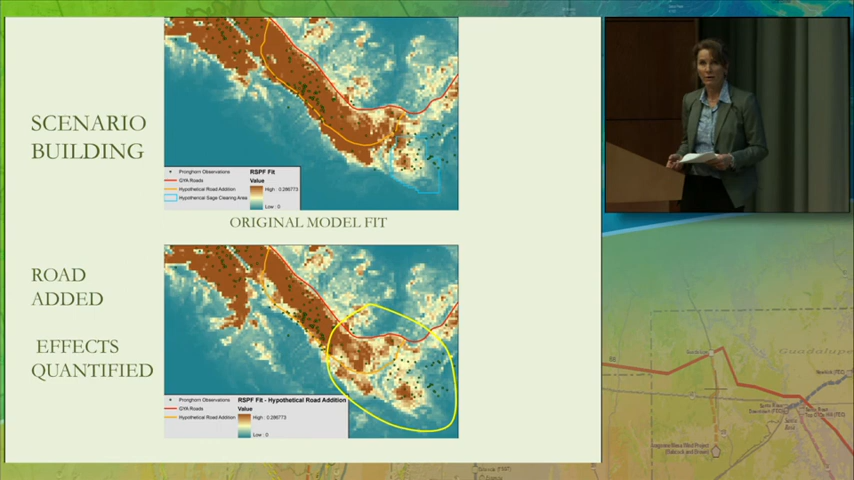 SCENARIO
BUILDING
Pronghorn Observations
GYA Roads
Hypothetical Road Addition
Hypothetical Sage Clearing Area
RSPF Fit
Value
High : 0.286773
Low : 0
ORIGINAL MODEL FIT
ROAD
ADDED
EFFECTS
QUANTIFIED
Pronghorn Observations
GYA Roads
Hypothetical Road Addition
RSPF Fit - Hypothetical Road Addition
Value
High : 0.286773
Low : 0
Guadalupe